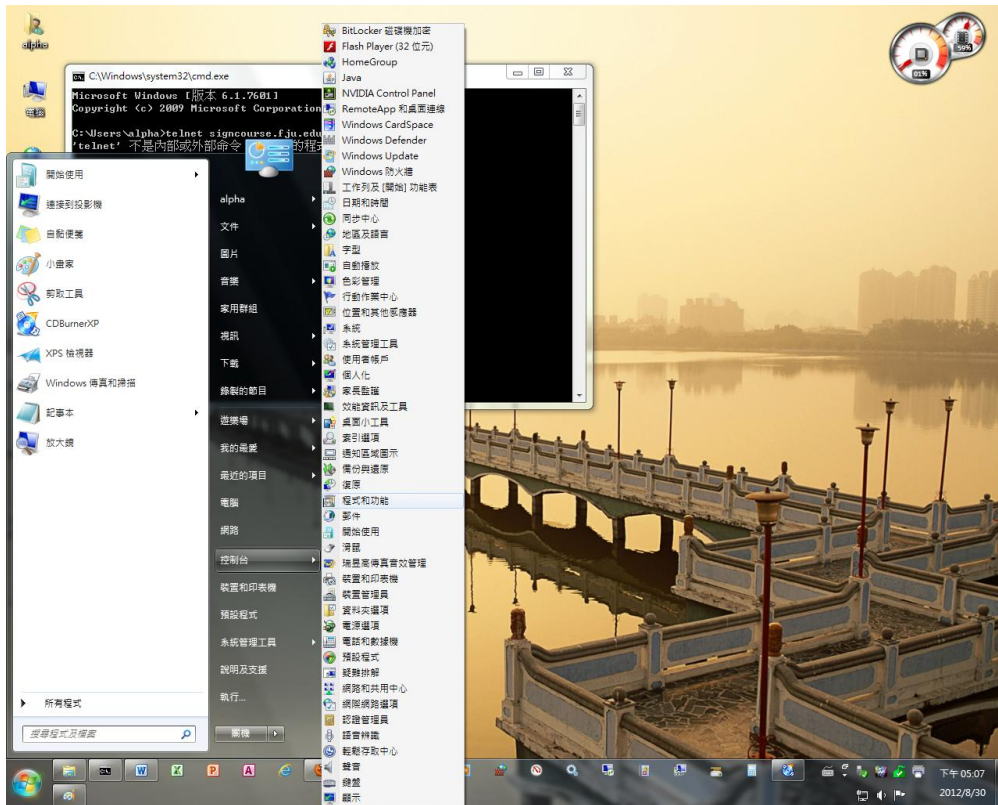 alpha
電腦
C:\Windows\system32\cmd.exe
Microsoft Windows [版本 6.1.7601]
Copyright (c) 2009 Microsoft Corporation
C:\Users\alpha>telnet signcourse.fju.edu
'telnet' 不是內部或外部命令
的程式
開始使用
連接到投影機
自黏便箋
小畫家
剪取工具
CDBurnerXP
XPS 檢視器
Windows 傳真和掃描
記事本
放大鏡
所有程式
搜尋程式及檔案
alpha
文件
圖片
音樂
家用群組
視訊
下載
錄製的節目
遊樂場
我的最愛
最近的項目
電腦
網路
控制台
裝置和印表機
預設程式
系統管理工具
說明及支援
執行...
關機
BitLocker 磁碟機加密
Flash Player (32 位元)
HomeGroup
Java
NVIDIA Control Panel
RemoteApp 和桌面連線
Windows CardSpace
Windows Defender
Windows Update
Windows 防火牆
工作列及 [開始] 功能表
日期和時間
同步中心
地區及語言
字型
自動播放
色彩管理
行動作業中心
位置和其他感應器
系統
系統管理工具
使用者帳戶
個人化
家長監護
效能資訊及工具
桌面小工具
索引選項
通知區域圖示
備份與還原
復原
程式和功能
郵件
開始使用
滑鼠
瑞昱高傳真音效管理
裝置和印表機
裝置管理員
資料夾選項
電源選項
電話和數據機
預設程式
疑難排解
網路和共用中心
網際網路選項
認證管理員
語音辨識
輕鬆存取中心
聲音
鍵盤
顯示
01%
59%
下午 05:07
2012/8/30